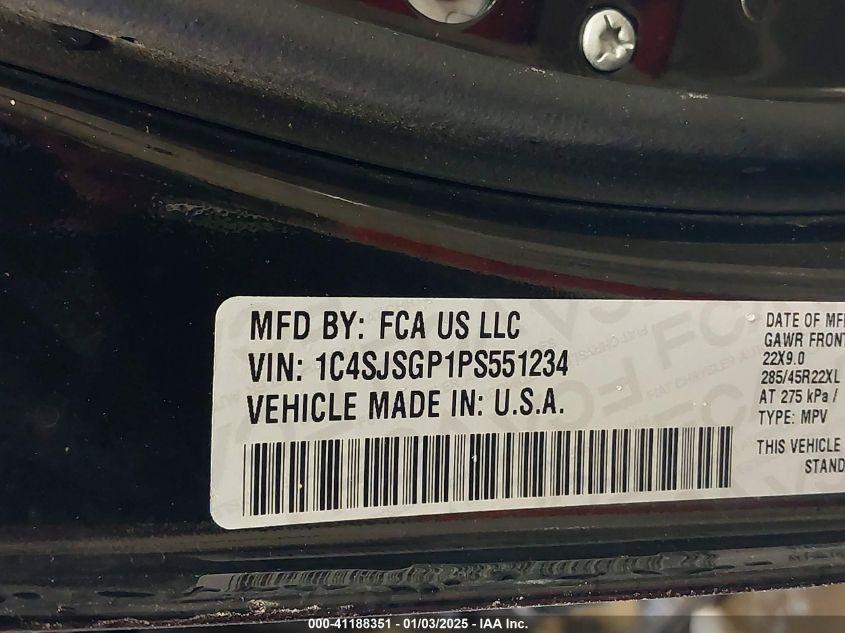 MFD BY: FCA US LLC
VIN: 1C4SJSGP1PS551234
VEHICLE MADE IN: U.S.A.
DATE OF MF
GAWR FRONT
22X9.0
285/45R22XL
AT 275 kPa /
TYPE: MPV
THIS VEHICLE
STAND
000-41188351 - 01/03/2025 - IAA Inc.